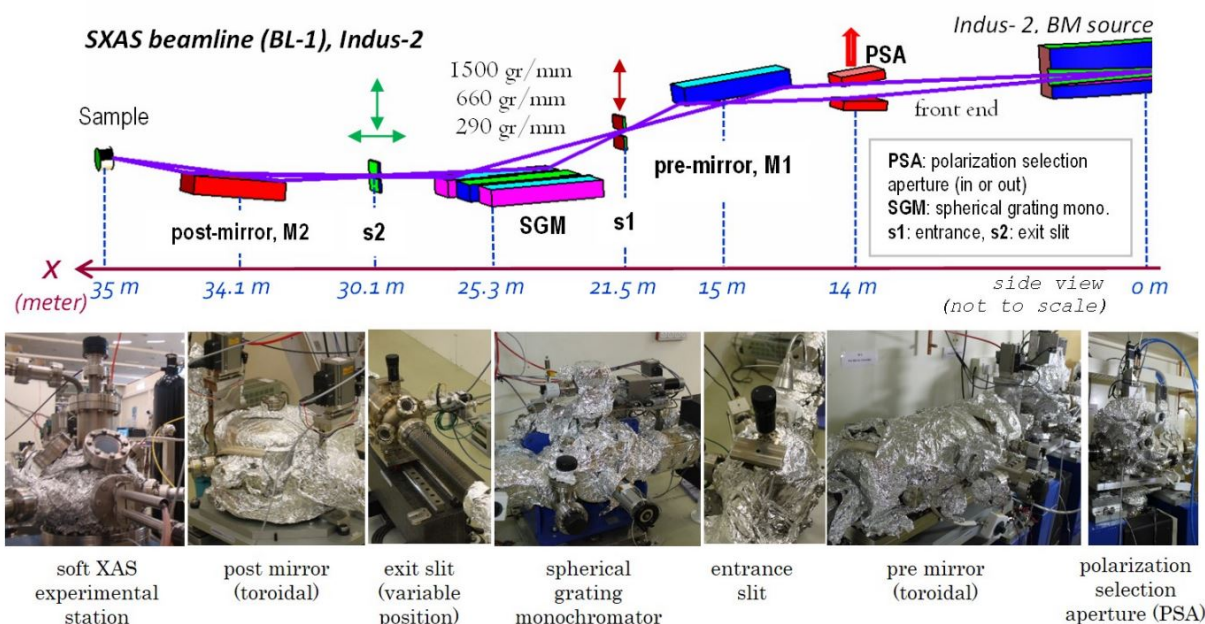 SXAS beamline (BL-1), Indus-2
Indus- 2, BM source
1500 gr/mm
660 gr/mm
290 gr/mm
PSA
Sample
front end
pre-mirror, M1
PSA: polarization selection
aperture (in or out)
SGM: spherical grating mono.
s1: entrance, s2: exit slit
post-mirror, M2
s2
SGM
s1
X
(meter)
35 m
34.1 m
30.1 m
25.3 m
21.5 m
15 m
14 m
side view
(not to scale)
0 m
soft XAS
experimental
station
post mirror
(toroidal)
exit slit
(variable
position)
spherical
grating
monochromator
entrance
slit
pre mirror
(toroidal)
polarization
selection
aperture (PSA)